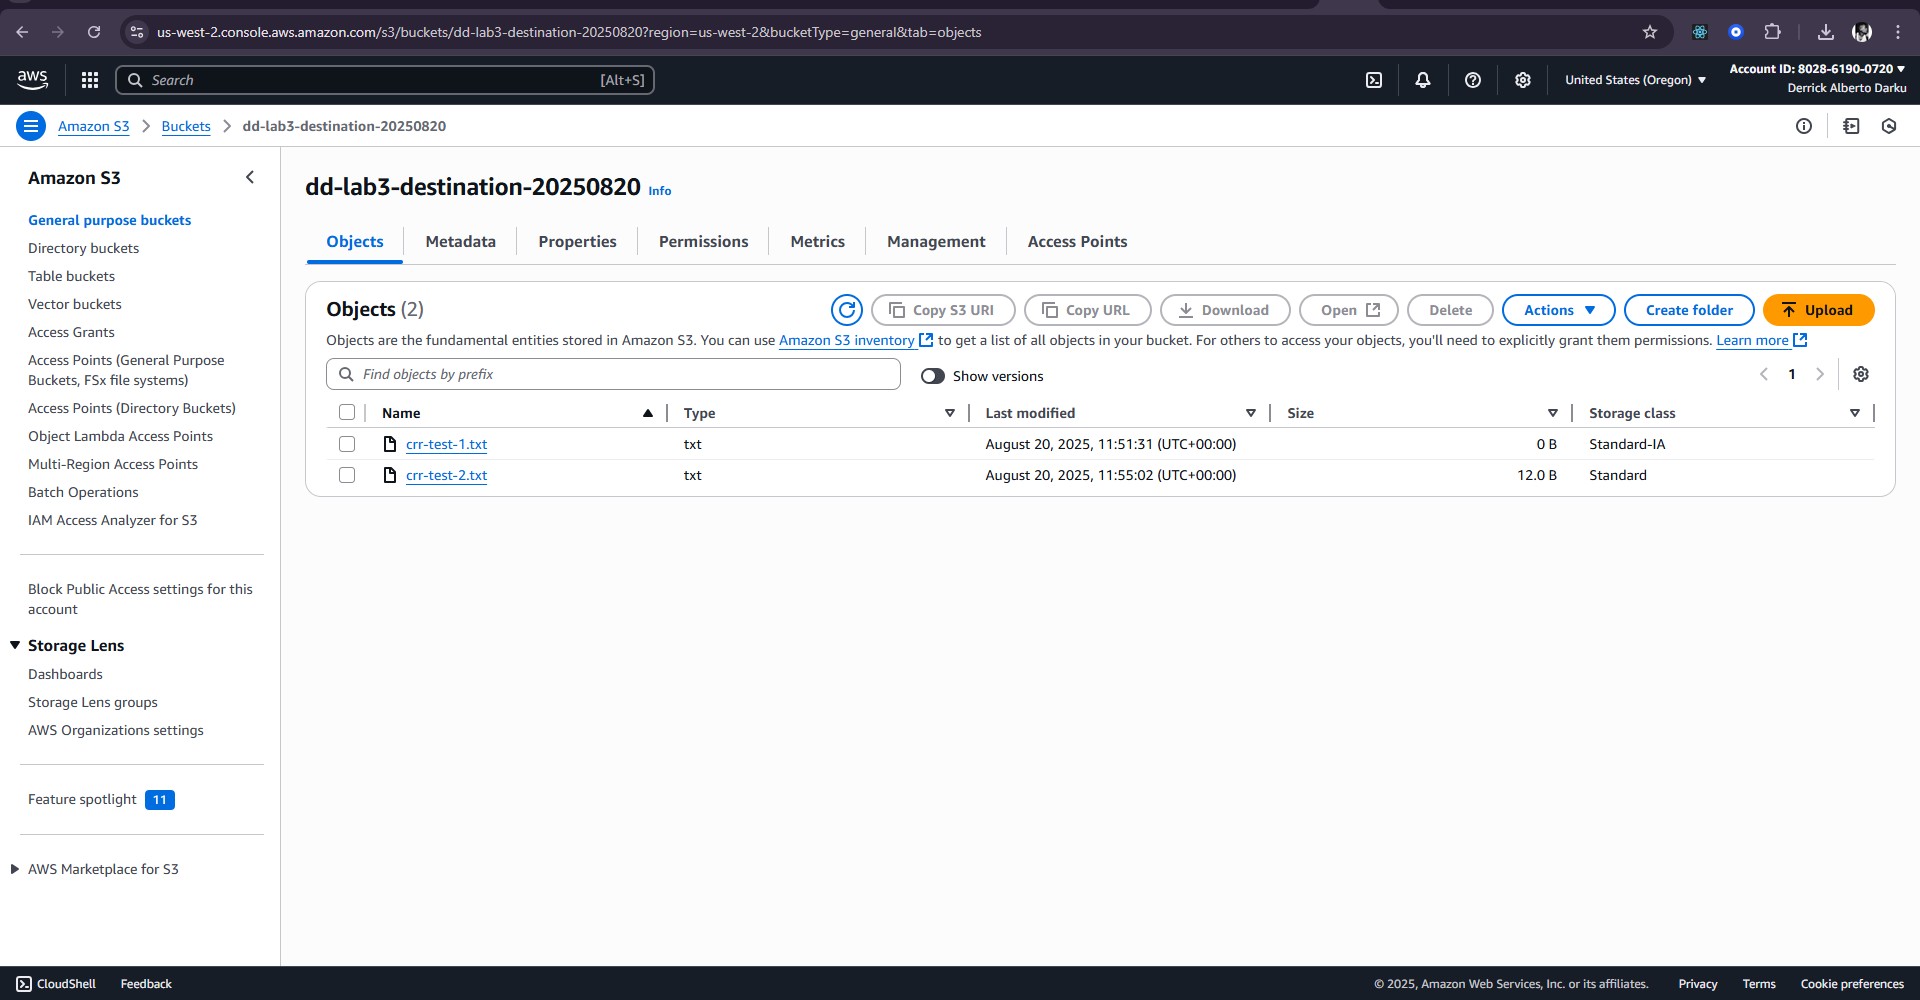 us-west-2.console.aws.amazon.com/s3/buckets/dd-lab3-destination-20250820?region=us-west-2&bucketType=general&tab=objects
aws
Search [Alt+S]
United States (Oregon)
Account ID: 8028-6190-0720
Derrick Alberto Darku
Amazon S3 > Buckets > dd-lab3-destination-20250820
Amazon S3
General purpose buckets
Directory buckets
Table buckets
Vector buckets
Access Grants
Access Points (General Purpose
Buckets, FSx file systems)
Access Points (Directory Buckets)
Object Lambda Access Points
Multi-Region Access Points
Batch Operations
IAM Access Analyzer for S3
Block Public Access settings for this
account
Storage Lens
Dashboards
Storage Lens groups
AWS Organizations settings
Feature spotlight 11
AWS Marketplace for S3
dd-lab3-destination-20250820 Info
Objects Metadata Properties Permissions Metrics Management Access Points
Objects (2) Copy S3 URI Copy URL Download Open Delete Actions Create folder Upload
Objects are the fundamental entities stored in Amazon S3. You can use Amazon S3 inventory to get a list of all objects in your bucket. For others to access your objects, you'll need to explicitly grant them permissions. Learn more
Find objects by prefix Show versions 1
Name Type Last modified Size Storage class
crr-test-1.txt txt August 20, 2025, 11:51:31 (UTC+00:00) 0 B Standard-IA
crr-test-2.txt txt August 20, 2025, 11:55:02 (UTC+00:00) 12.0 B Standard
CloudShell Feedback © 2025, Amazon Web Services, Inc. or its affiliates. Privacy Terms Cookie preferences